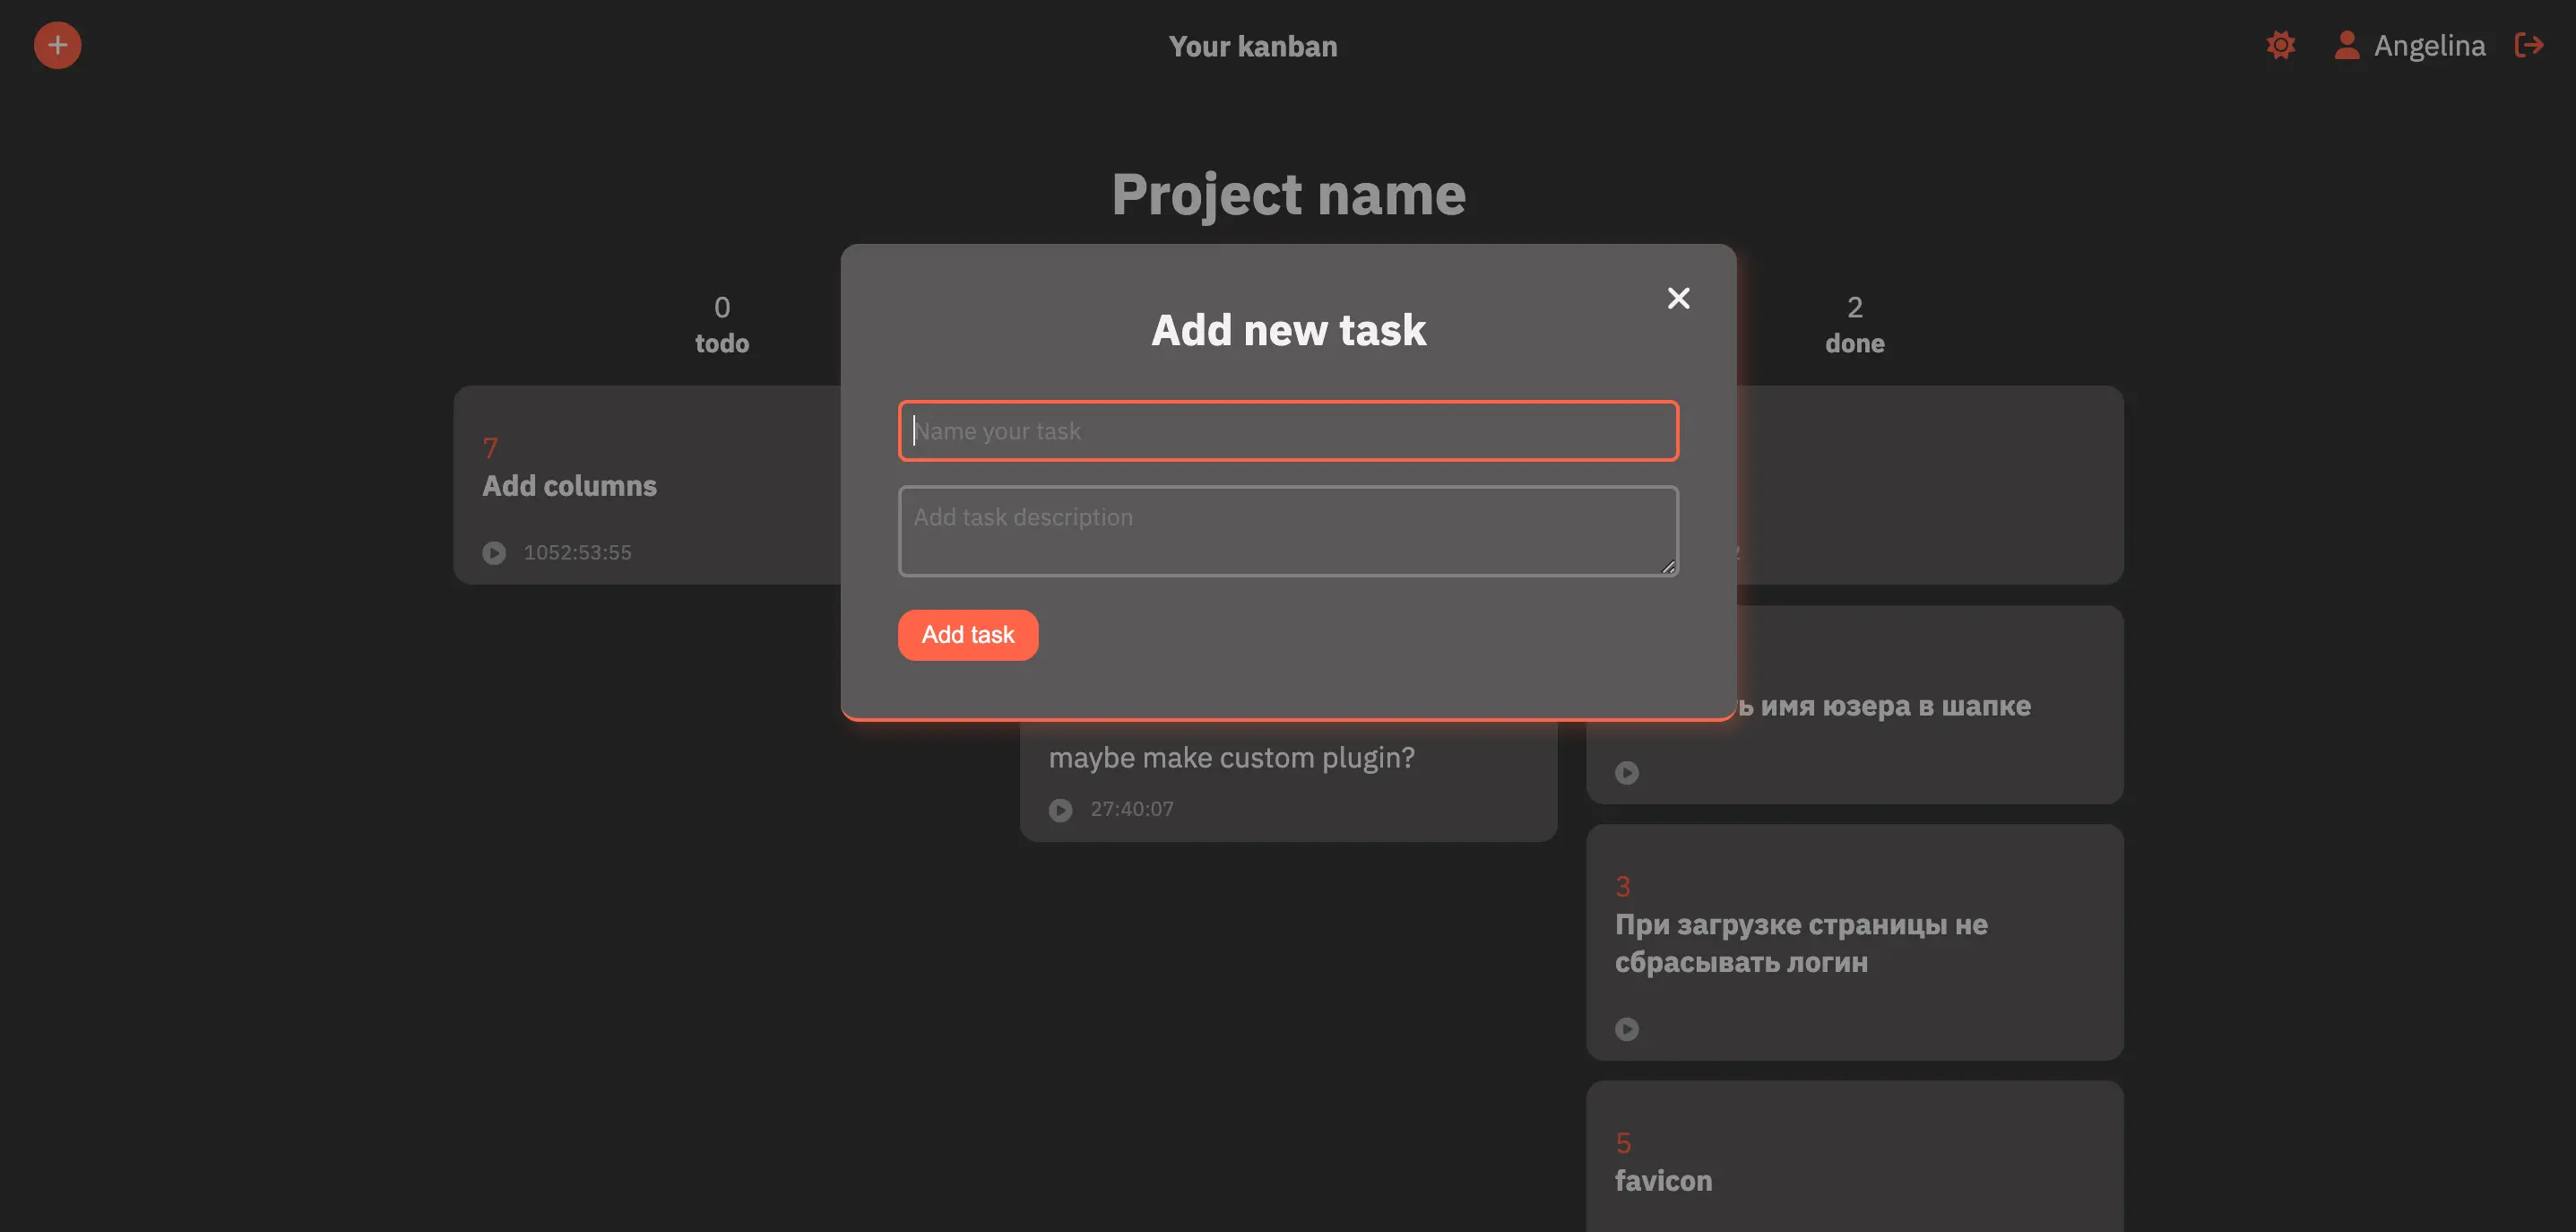 Your kanban
Angelina
Project name
0
todo
2
done
Add new task
Name your task
Add task description
Add task
7
Add columns
1052:53:55
maybe make custom plugin?
27:40:07
имя юзера в шапке
3
При загрузке страницы не
сбрасывать логин
5
favicon